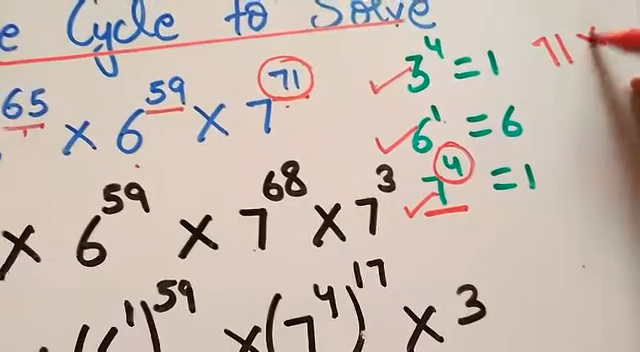 e Cycle to Solve
65 × 6^59 × 7^71
3^4 = 1
6^1 = 6
7^4 = 1
71 ×
× 6^59 × 7^68 × 7^3
)^59 × (7^4)^17 × 3